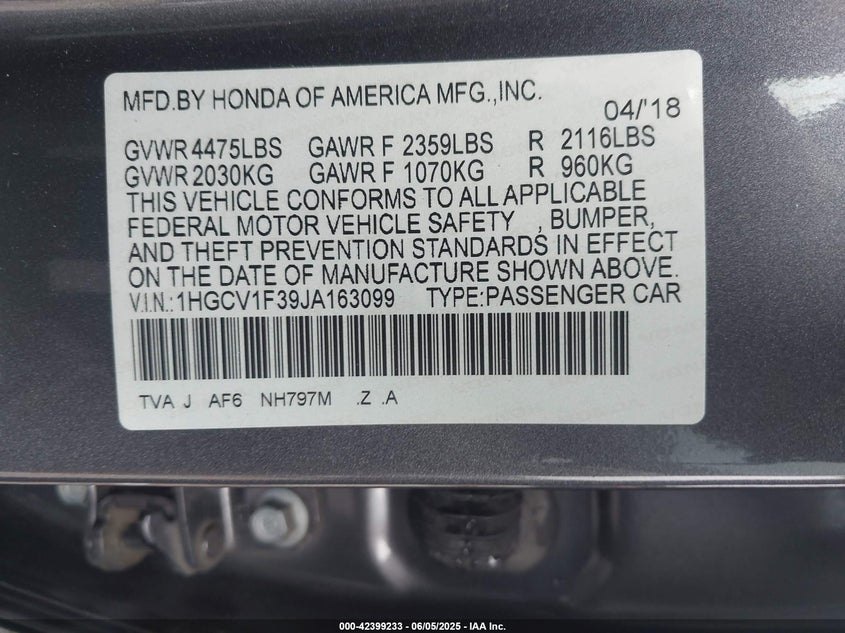 MFD.BY HONDA OF AMERICA MFG.,INC.
04/'18
GVWR 4475LBS GAWR F 2359LBS R 2116LBS
GVWR 2030KG GAWR F 1070KG R 960KG
THIS VEHICLE CONFORMS TO ALL APPLICABLE
FEDERAL MOTOR VEHICLE SAFETY , BUMPER,
AND THEFT PREVENTION STANDARDS IN EFFECT
ON THE DATE OF MANUFACTURE SHOWN ABOVE.
V.I.N.:1HGCV1F39JA163099 TYPE:PASSENGER CAR
TVA J AF6 NH797M .Z .A
000-42399233 - 06/05/2025 - IAA Inc.